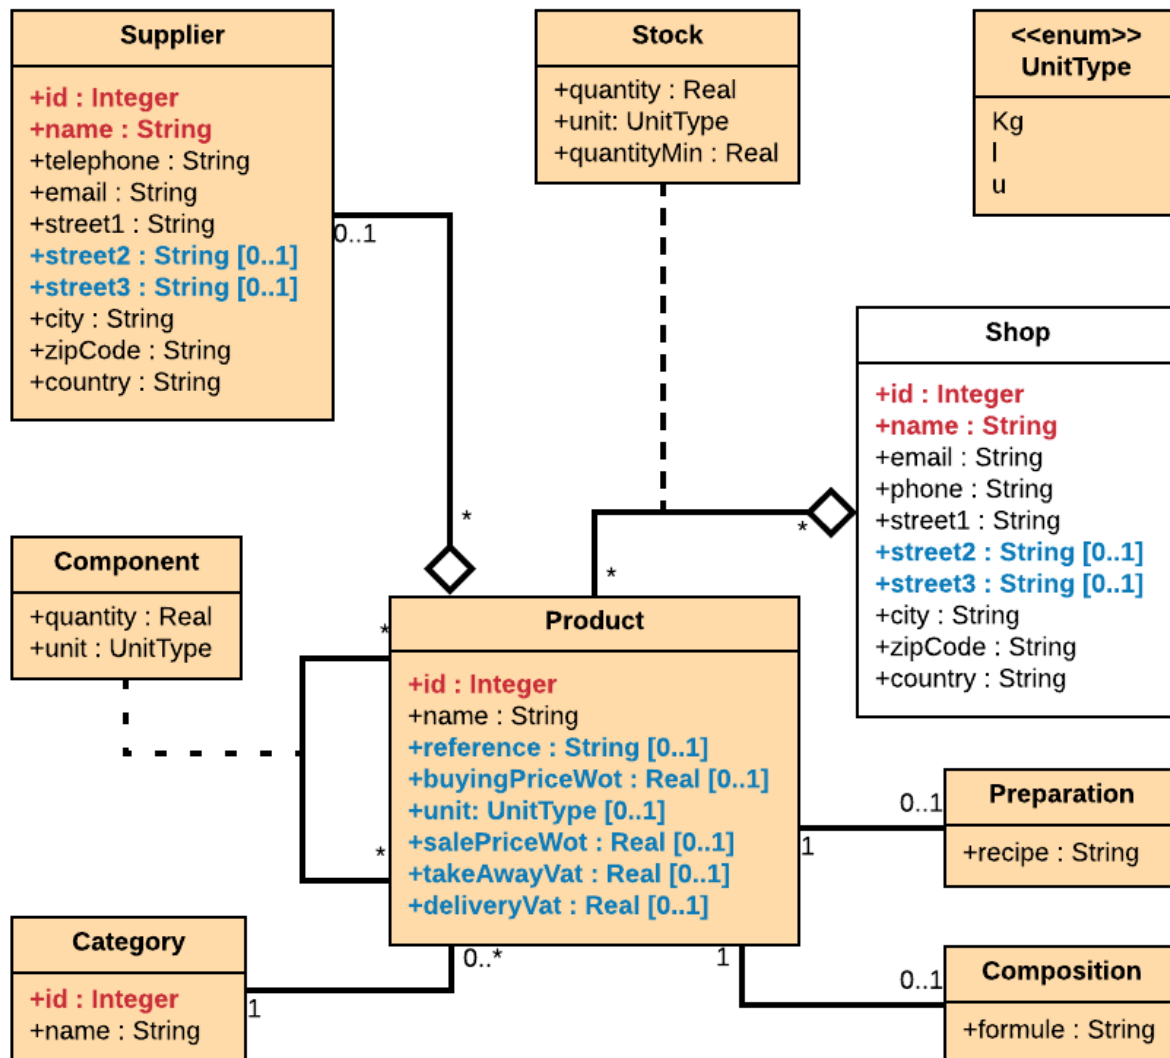 Supplier
+id : Integer
+name : String
+telephone : String
+email : String
+street1 : String
+street2 : String [0..1]
+street3 : String [0..1]
+city : String
+zipCode : String
+country : String
0..1
*
Stock
+quantity : Real
+unit: UnitType
+quantityMin : Real
<<enum>>
UnitType
Kg
l
u
Shop
+id : Integer
+name : String
+email : String
+phone : String
+street1 : String
+street2 : String [0..1]
+street3 : String [0..1]
+city : String
+zipCode : String
+country : String
*
*
Component
+quantity : Real
+unit : UnitType
*
*
Product
+id : Integer
+name : String
+reference : String [0..1]
+buyingPriceWot : Real [0..1]
+unit: UnitType [0..1]
+salePriceWot : Real [0..1]
+takeAwayVat : Real [0..1]
+deliveryVat : Real [0..1]
0..1
1
Preparation
+recipe : String
Category
+id : Integer
+name : String
1
0..*
1
0..1
Composition
+formule : String